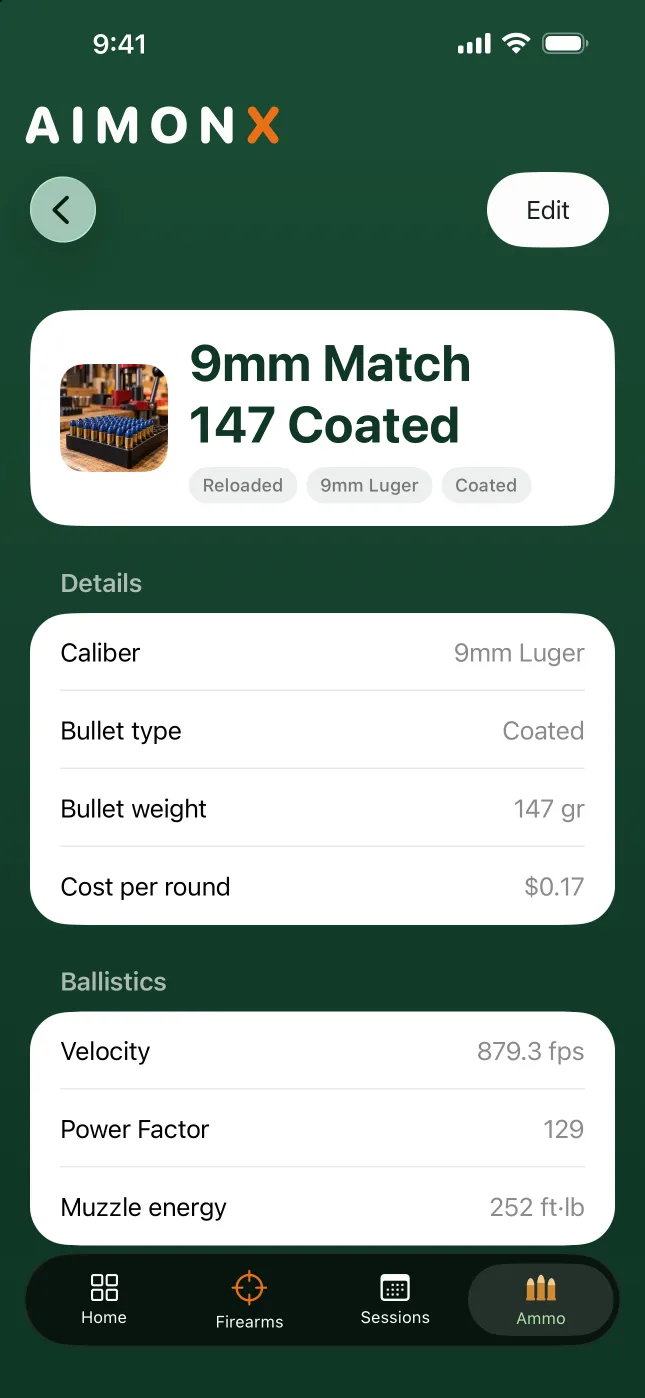 9:41
AIMONX
Edit
9mm Match
147 Coated
Reloaded 9mm Luger Coated
Details
Caliber 9mm Luger
Bullet type Coated
Bullet weight 147 gr
Cost per round $0.17
Ballistics
Velocity 879.3 fps
Power Factor 129
Muzzle energy 252 ft·lb
Home Firearms Sessions Ammo